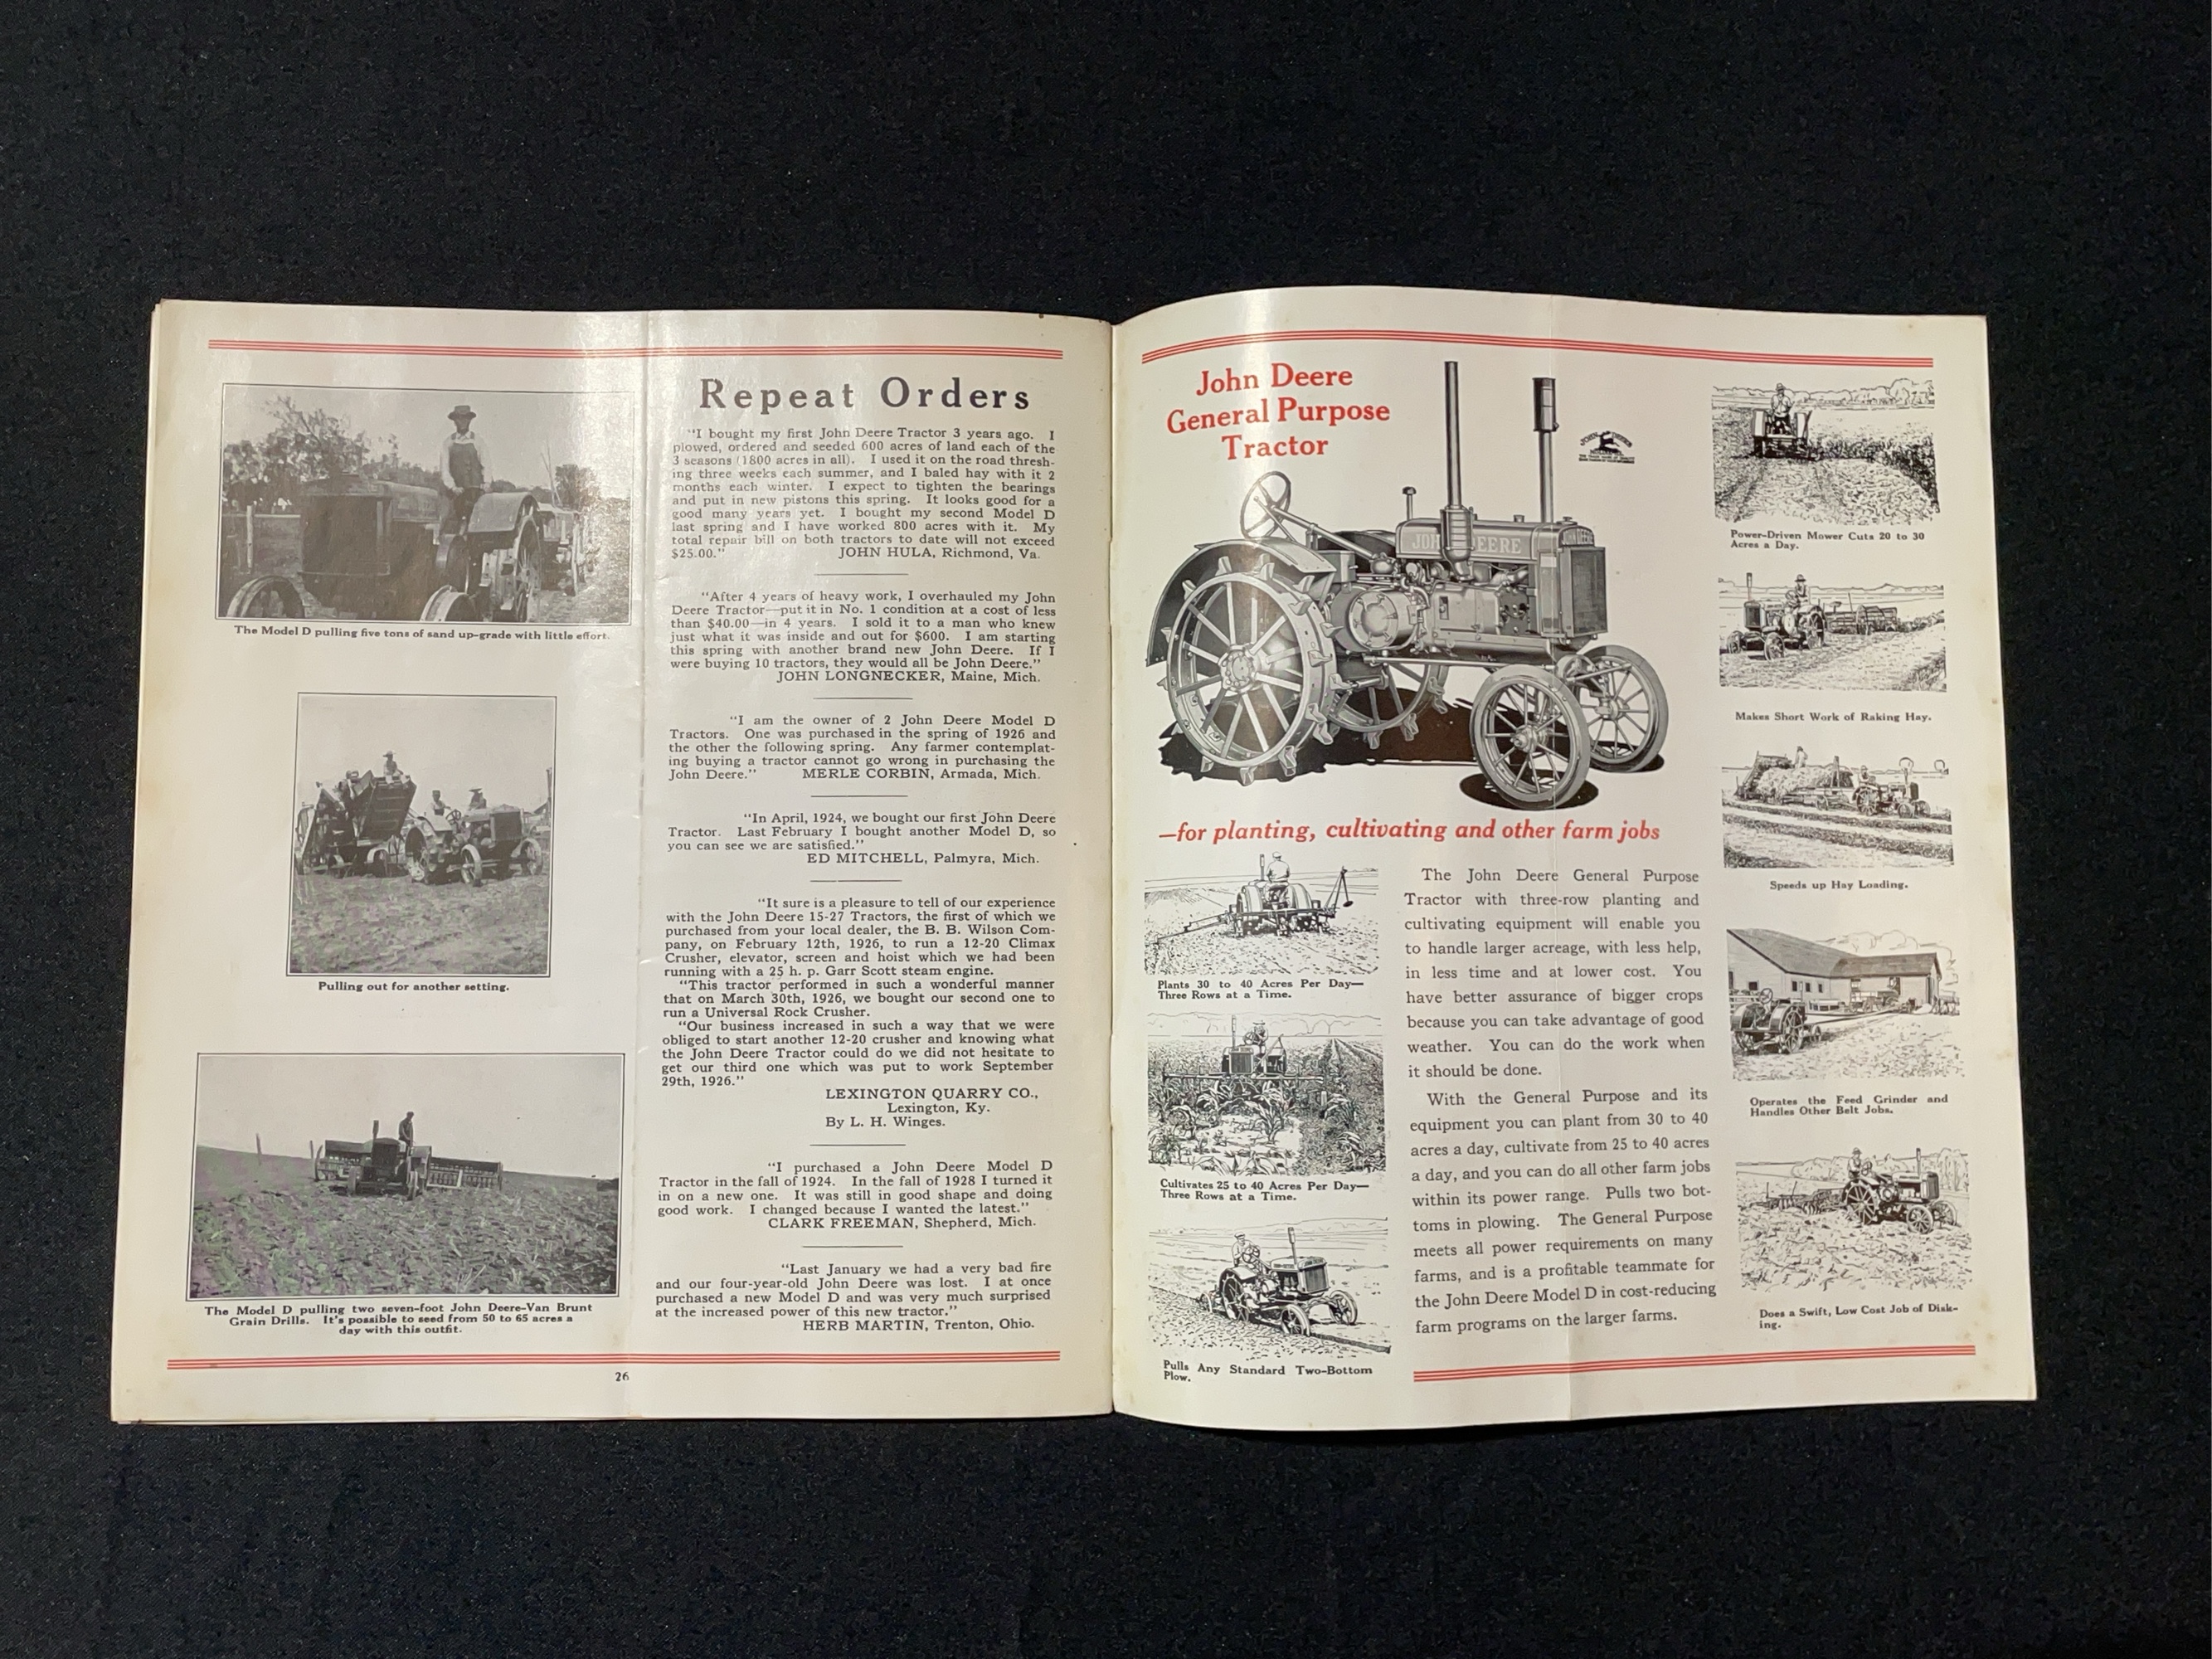 The Model D pulling five tons of sand up-grade with little effort.
Pulling out for another setting.
The Model D pulling two seven-foot John Deere-Van Brunt
Grain Drills. It's possible to seed from 50 to 65 acres a
day with this outfit.
Repeat Orders
"I bought my first John Deere Tractor 3 years ago. I
plowed, ordered and seeded 600 acres of land each of the
3 seasons (1800 acres in all). I used it on the road thresh-
ing three weeks each summer, and I baled hay with it 2
months each winter. I expect to tighten the bearings
and put in new pistons this spring. It looks good for a
good many years yet. I bought my second Model D
last spring and I have worked 800 acres with it. My
total repair bill on both tractors to date will not exceed
$25.00." JOHN HULA, Richmond, Va.
"After 4 years of heavy work, I overhauled my John
Deere Tractor—put it in No. 1 condition at a cost of less
than $40.00—in 4 years. I sold it to a man who knew
just what it was inside and out for $600. I am starting
this spring with another brand new John Deere. If I
were buying 10 tractors, they would all be John Deere."
JOHN LONGNECKER, Maine, Mich.
"I am the owner of 2 John Deere Model D
Tractors. One was purchased in the spring of 1926 and
the other the following spring. Any farmer contemplat-
ing buying a tractor cannot go wrong in purchasing the
John Deere." MERLE CORBIN, Armada, Mich.
"In April, 1924, we bought our first John Deere
Tractor. Last February I bought another Model D, so
you can see we are satisfied."
ED MITCHELL, Palmyra, Mich.
"It sure is a pleasure to tell of our experience
with the John Deere 15-27 Tractors, the first of which we
purchased from your local dealer, the B. B. Wilson Com-
pany, on February 12th, 1926, to run a 12-20 Climax
Crusher, elevator, screen and hoist which we had been
running with a 25 h. p. Garr Scott steam engine.
"This tractor performed in such a wonderful manner
that on March 30th, 1926, we bought our second one to
run a Universal Rock Crusher.
"Our business increased in such a way that we were
obliged to start another 12-20 crusher and knowing what
the John Deere Tractor could do we did not hesitate to
get our third one which was put to work September
29th, 1926."
LEXINGTON QUARRY CO.,
Lexington, Ky.
By L. H. Winges.
"I purchased a John Deere Model D
Tractor in the fall of 1924. In the fall of 1928 I turned it
in on a new one. It was still in good shape and doing
good work. I changed because I wanted the latest."
CLARK FREEMAN, Shepherd, Mich.
"Last January we had a very bad fire
and our four-year-old John Deere was lost. I at once
purchased a new Model D and was very much surprised
at the increased power of this new tractor."
HERB MARTIN, Trenton, Ohio.
26
John Deere
General Purpose
Tractor
JOHN DEERE
—for planting, cultivating and other farm jobs
Plants 30 to 40 Acres Per Day—
Three Rows at a Time.
Cultivates 25 to 40 Acres Per Day—
Three Rows at a Time.
Pulls Any Standard Two-Bottom
Plow.
The John Deere General Purpose
Tractor with three-row planting and
cultivating equipment will enable you
to handle larger acreage, with less help,
in less time and at lower cost. You
have better assurance of bigger crops
because you can take advantage of good
weather. You can do the work when
it should be done.
With the General Purpose and its
equipment you can plant from 30 to 40
acres a day, cultivate from 25 to 40 acres
a day, and you can do all other farm jobs
within its power range. Pulls two bot-
toms in plowing. The General Purpose
meets all power requirements on many
farms, and is a profitable teammate for
the John Deere Model D in cost-reducing
farm programs on the larger farms.
Power-Driven Mower Cuts 20 to 30
Acres a Day.
Makes Short Work of Raking Hay.
Speeds up Hay Loading.
Operates the Feed Grinder and
Handles Other Belt Jobs.
Does a Swift, Low Cost Job of Disk-
ing.